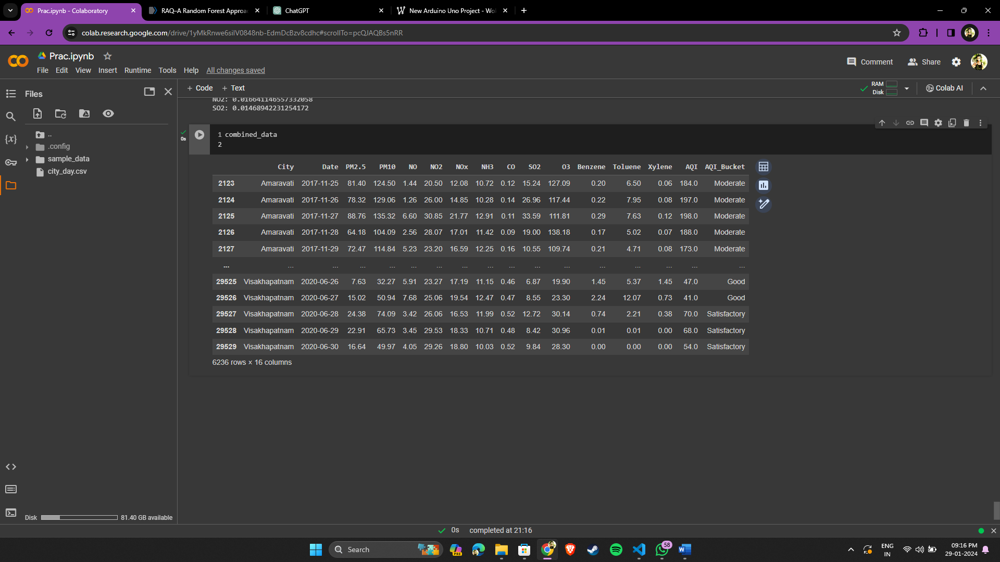 Prac.ipynb - Colaboratory
RAQ–A Random Forest Approa
ChatGPT
New Arduino Uno Project - Wo
colab.research.google.com/drive/1yMkRnwe6silV0848nb-EdmDcBzv8cdhc#scrollTo=pcQJAQBs5nRR
Prac.ipynb
File Edit View Insert Runtime Tools Help All changes saved
Comment Share
Files
+ Code + Text
RAM
Disk
Colab AI
NO2: 0.016641146557332058
SO2: 0.01468942231254172
..
.config
sample_data
city_day.csv
0s
1 combined_data
2
City Date PM2.5 PM10 NO NO2 NOx NH3 CO SO2 O3 Benzene Toluene Xylene AQI AQI_Bucket
2123 Amaravati 2017-11-25 81.40 124.50 1.44 20.50 12.08 10.72 0.12 15.24 127.09 0.20 6.50 0.06 184.0 Moderate
2124 Amaravati 2017-11-26 78.32 129.06 1.26 26.00 14.85 10.28 0.14 26.96 117.44 0.22 7.95 0.08 197.0 Moderate
2125 Amaravati 2017-11-27 88.76 135.32 6.60 30.85 21.77 12.91 0.11 33.59 111.81 0.29 7.63 0.12 198.0 Moderate
2126 Amaravati 2017-11-28 64.18 104.09 2.56 28.07 17.01 11.42 0.09 19.00 138.18 0.17 5.02 0.07 188.0 Moderate
2127 Amaravati 2017-11-29 72.47 114.84 5.23 23.20 16.59 12.25 0.16 10.55 109.74 0.21 4.71 0.08 173.0 Moderate
... ... ... ... ... ... ... ... ... ... ... ... ... ... ... ... ...
29525 Visakhapatnam 2020-06-26 7.63 32.27 5.91 23.27 17.19 11.15 0.46 6.87 19.90 1.45 5.37 1.45 47.0 Good
29526 Visakhapatnam 2020-06-27 15.02 50.94 7.68 25.06 19.54 12.47 0.47 8.55 23.30 2.24 12.07 0.73 41.0 Good
29527 Visakhapatnam 2020-06-28 24.38 74.09 3.42 26.06 16.53 11.99 0.52 12.72 30.14 0.74 2.21 0.38 70.0 Satisfactory
29528 Visakhapatnam 2020-06-29 22.91 65.73 3.45 29.53 18.33 10.71 0.48 8.42 30.96 0.01 0.01 0.00 68.0 Satisfactory
29529 Visakhapatnam 2020-06-30 16.64 49.97 4.05 29.26 18.80 10.03 0.52 9.84 28.30 0.00 0.00 0.00 54.0 Satisfactory
6236 rows × 16 columns
Disk 81.40 GB available
0s completed at 21:16
Search
PRE
58
ENG
IN
09:16 PM
29-01-2024